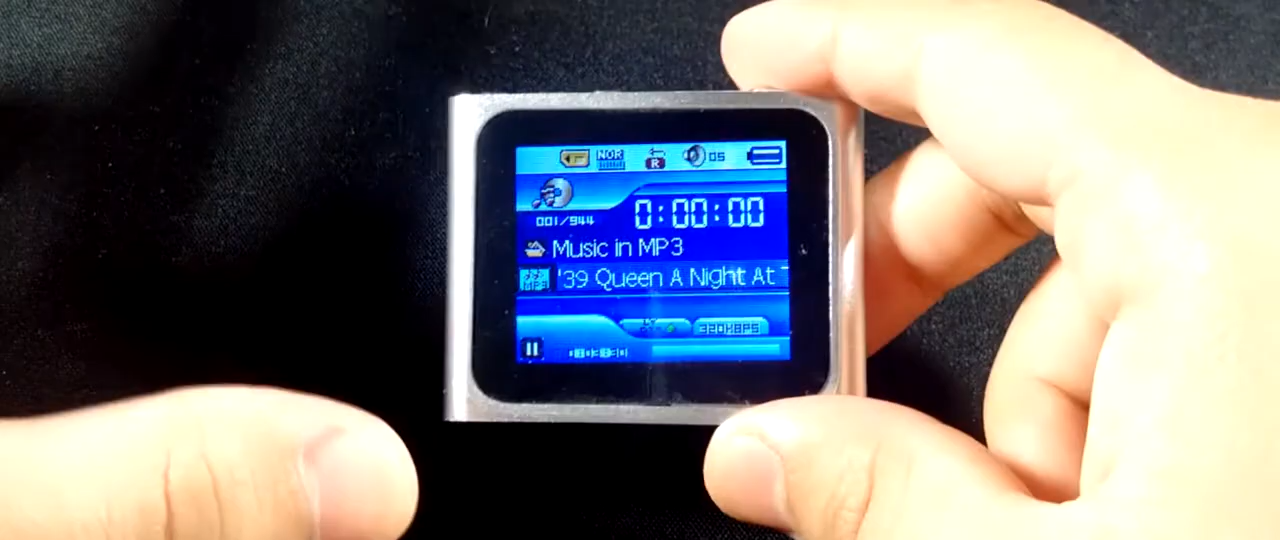 NOR R 05
001/944 0:00:00
Music in MP3
MP3 '39 Queen A Night At
320KBPS